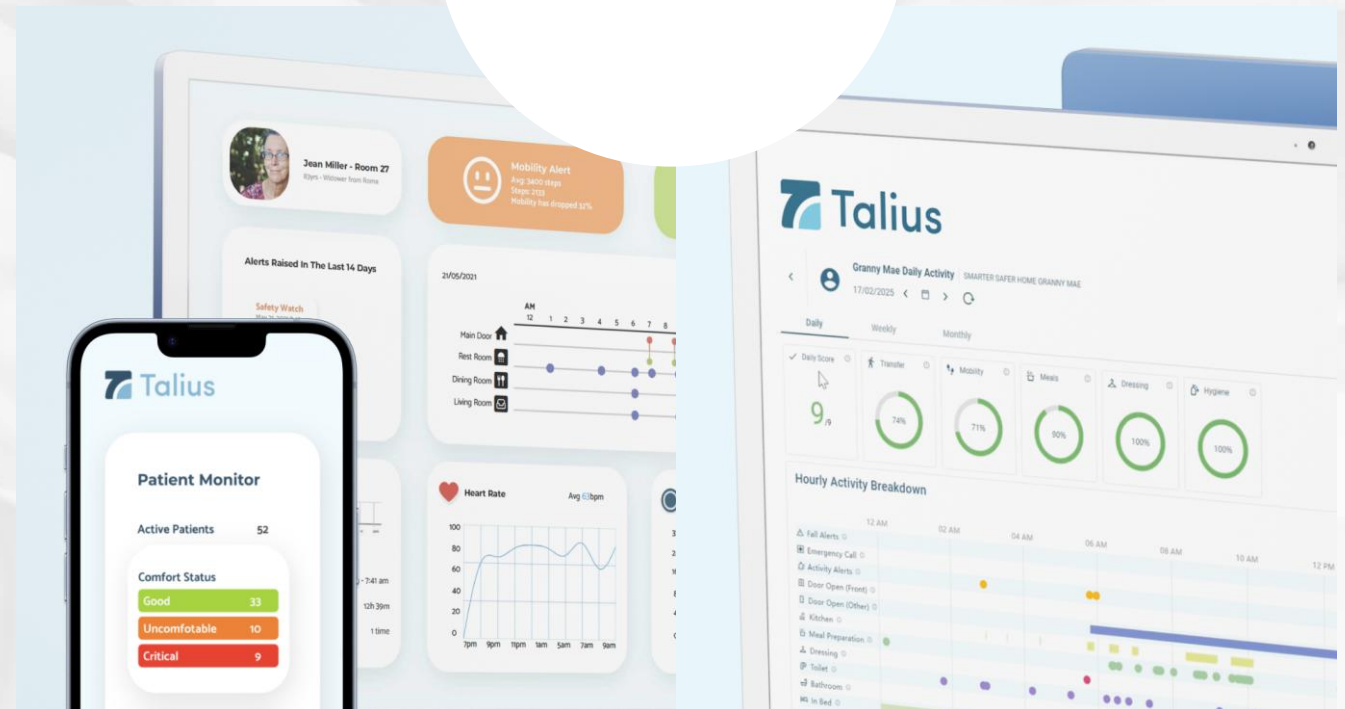 Jean Miller - Room 27
83yrs - Widower from Roma
Mobility Alert
Avg: 3400 steps
Steps: 2133
Mobility has dropped 32%
Alerts Raised In The Last 14 Days
Safety Watch
21/05/2021
AM
12 1 2 3 4 5 6 7 8
Main Door
Rest Room
Dining Room
Living Room
Heart Rate
Avg 63bpm
100
80
60
40
20
0
7pm 9pm 11pm 1am 5am 7am 9am
- 7:41 am
12h 39m
1 time
Talius
Patient Monitor
Active Patients 52
Comfort Status
Good 33
Uncomfotable 10
Critical 9
Talius
Granny Mae Daily Activity SMARTER SAFER HOME GRANNY MAE
17/02/2025
Daily Weekly Monthly
Daily Score Transfer Mobility Meals Dressing Hygiene
9 /9 74% 71% 90% 100% 100%
Hourly Activity Breakdown
12 AM 02 AM 04 AM 06 AM 08 AM 10 AM 12 PM
Fall Alerts
Emergency Call
Activity Alerts
Door Open (Front)
Door Open (Other)
Kitchen
Meal Preparation
Dressing
Toilet
Bathroom
In Bed